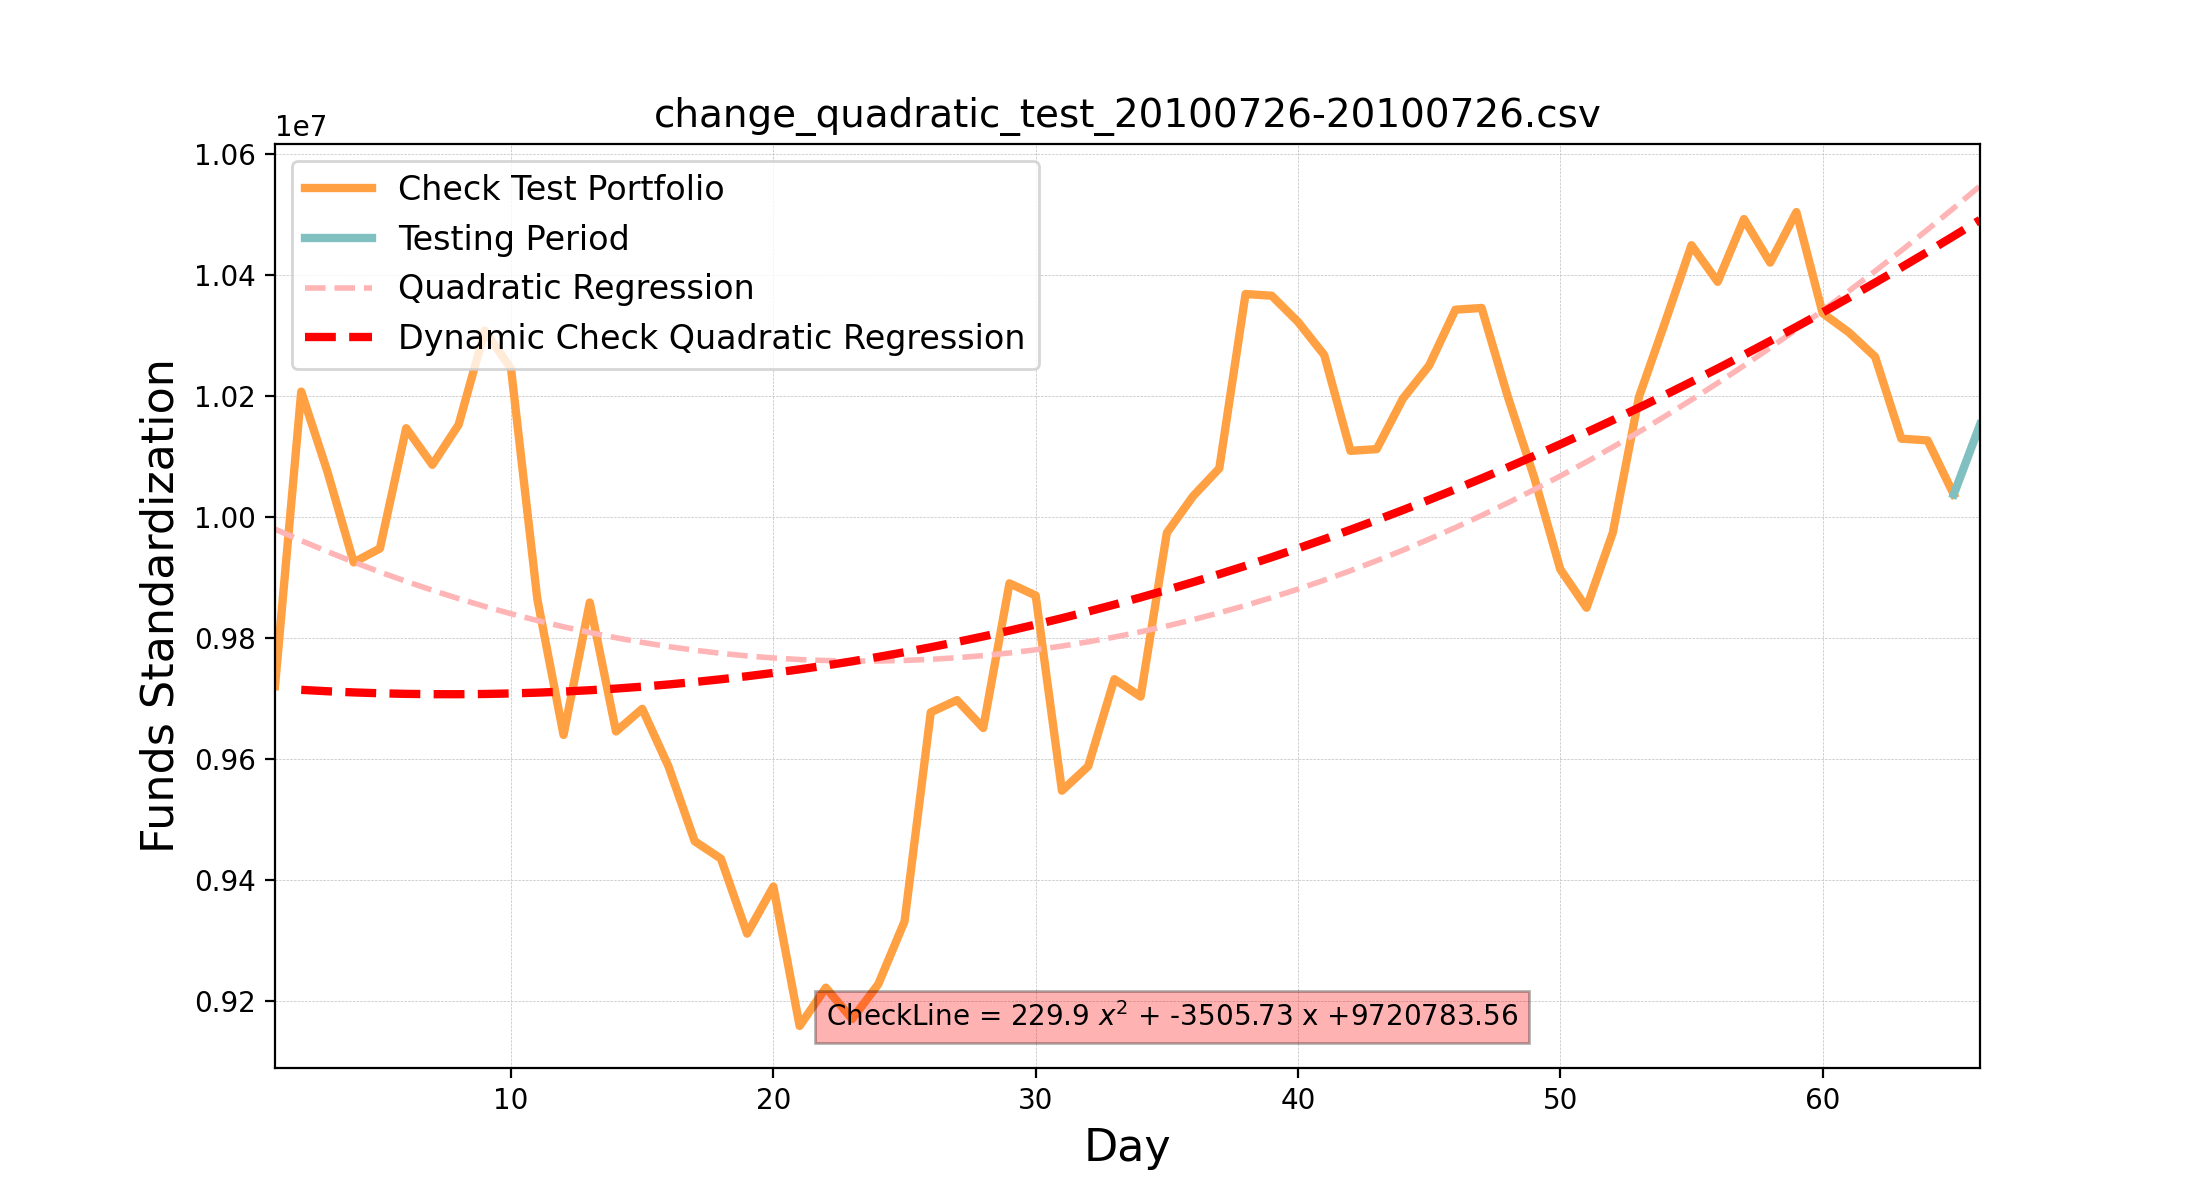 change_quadratic_test_20100726-20100726.csv
1e7
1.06
1.04
1.02
1.00
0.98
0.96
0.94
0.92
Funds Standardization
Check Test Portfolio
Testing Period
Quadratic Regression
Dynamic Check Quadratic Regression
CheckLine = 229.9 x² + -3505.73 x +9720783.56
10 20 30 40 50 60
Day